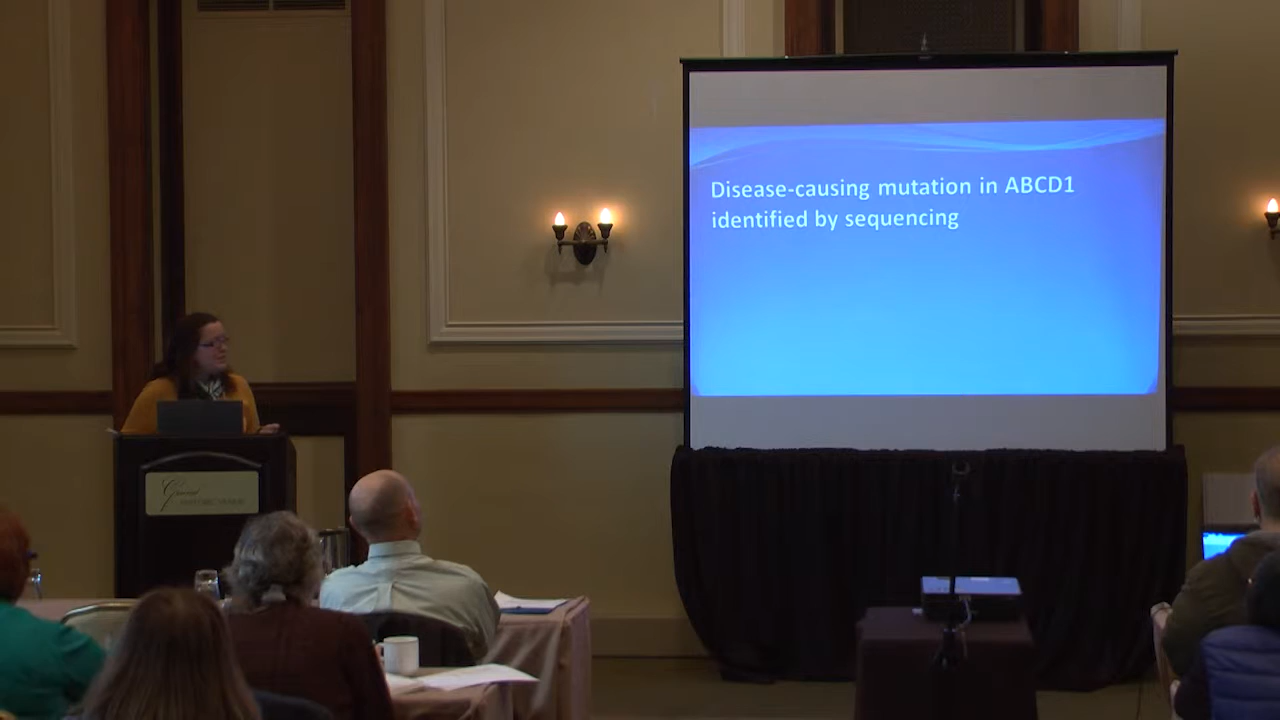 Disease-causing mutation in ABCD1
identified by sequencing